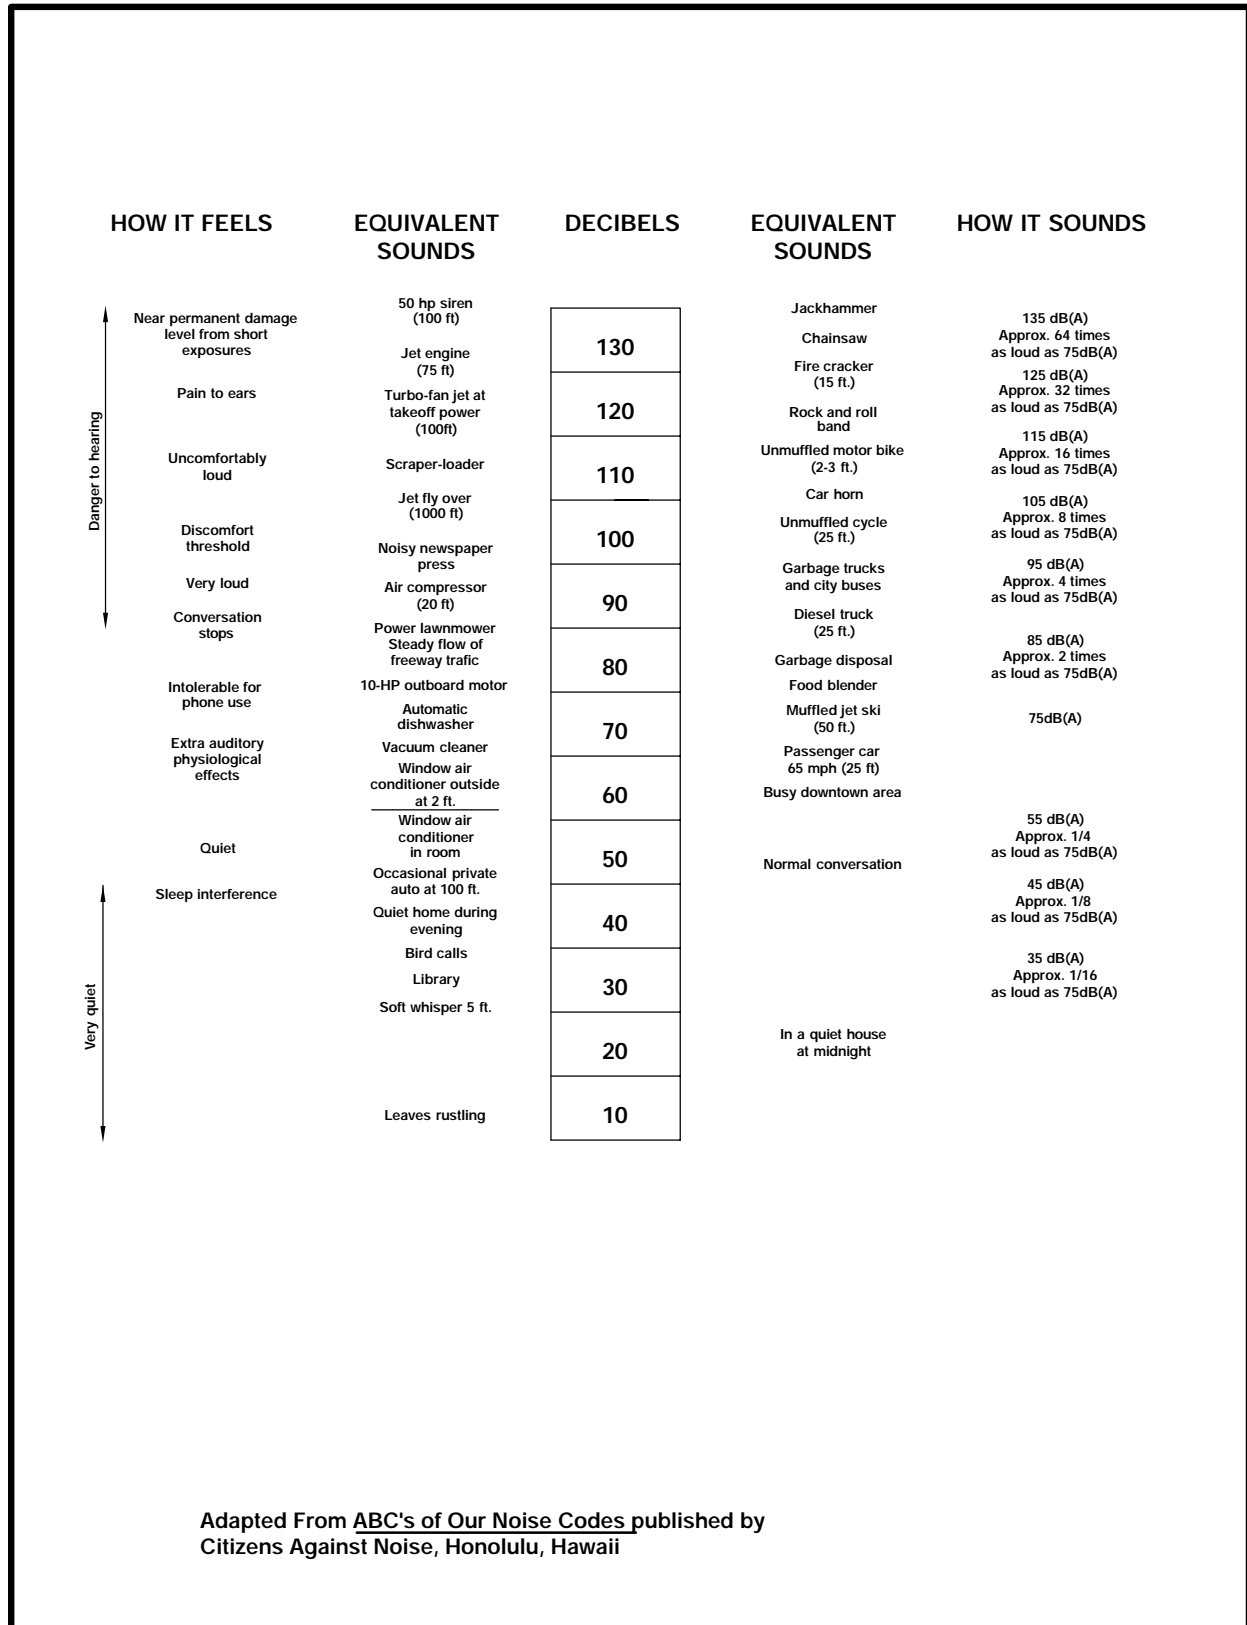 HOW IT FEELS
EQUIVALENT
SOUNDS
DECIBELS
EQUIVALENT
SOUNDS
HOW IT SOUNDS
Danger to hearing
Very quiet
Near permanent damage
level from short
exposures
Pain to ears
Uncomfortably
loud
Discomfort
threshold
Very loud
Conversation
stops
Intolerable for
phone use
Extra auditory
physiological
effects
Quiet
Sleep interference
50 hp siren
(100 ft)
Jet engine
(75 ft)
Turbo-fan jet at
takeoff power
(100ft)
Scraper-loader
Jet fly over
(1000 ft)
Noisy newspaper
press
Air compressor
(20 ft)
Power lawnmower
Steady flow of
freeway trafic
10-HP outboard motor
Automatic
dishwasher
Vacuum cleaner
Window air
conditioner outside
at 2 ft.
Window air
conditioner
in room
Occasional private
auto at 100 ft.
Quiet home during
evening
Bird calls
Library
Soft whisper 5 ft.
Leaves rustling
130
120
110
100
90
80
70
60
50
40
30
20
10
Jackhammer
Chainsaw
Fire cracker
(15 ft.)
Rock and roll
band
Unmuffled motor bike
(2-3 ft.)
Car horn
Unmuffled cycle
(25 ft.)
Garbage trucks
and city buses
Diesel truck
(25 ft.)
Garbage disposal
Food blender
Muffled jet ski
(50 ft.)
Passenger car
65 mph (25 ft)
Busy downtown area
Normal conversation
In a quiet house
at midnight
135 dB(A)
Approx. 64 times
as loud as 75dB(A)
125 dB(A)
Approx. 32 times
as loud as 75dB(A)
115 dB(A)
Approx. 16 times
as loud as 75dB(A)
105 dB(A)
Approx. 8 times
as loud as 75dB(A)
95 dB(A)
Approx. 4 times
as loud as 75dB(A)
85 dB(A)
Approx. 2 times
as loud as 75dB(A)
75dB(A)
55 dB(A)
Approx. 1/4
as loud as 75dB(A)
45 dB(A)
Approx. 1/8
as loud as 75dB(A)
35 dB(A)
Approx. 1/16
as loud as 75dB(A)
Adapted From ABC's of Our Noise Codes published by
Citizens Against Noise, Honolulu, Hawaii